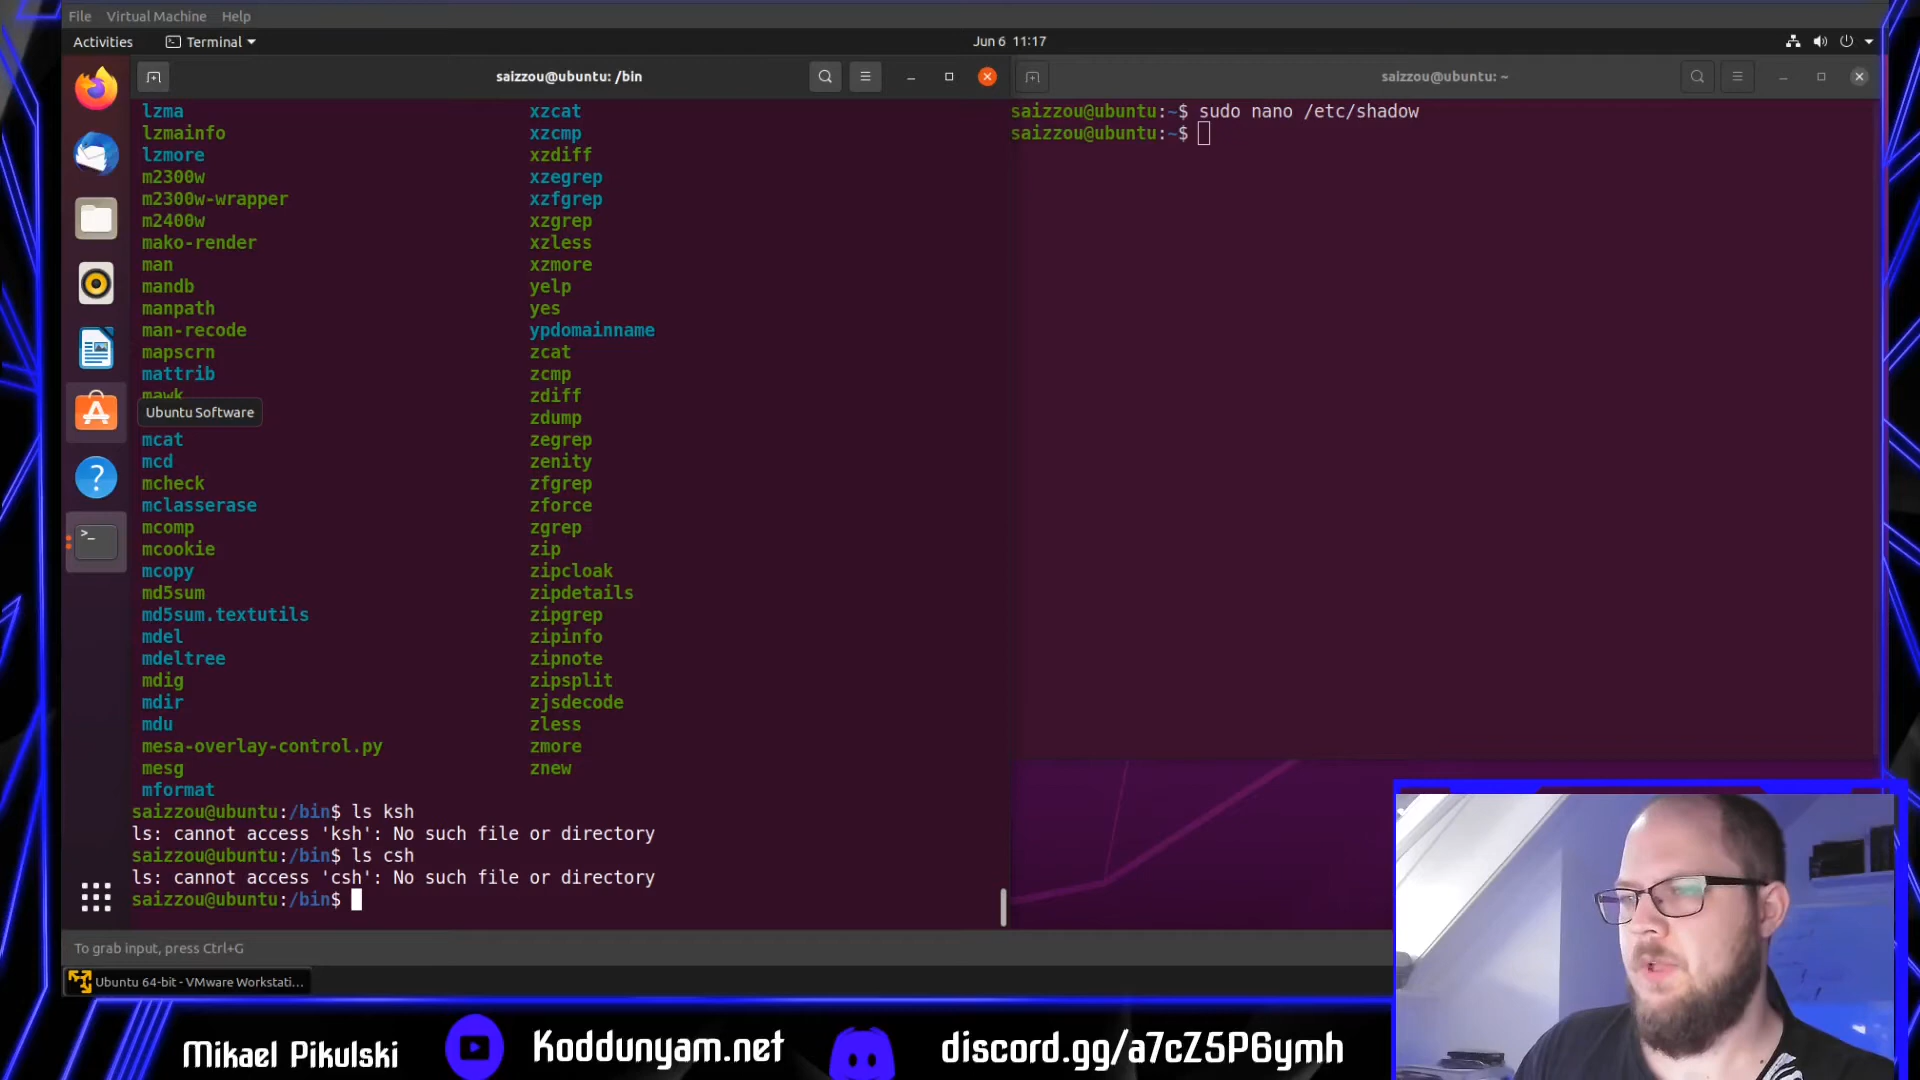 File Virtual Machine Help
Activities Terminal Jun 6 11:17
saizzou@ubuntu: /bin
lzma xzcat
lzmainfo xzcmp
lzmore xzdiff
m2300w xzegrep
m2300w-wrapper xzfgrep
m2400w xzgrep
mako-render xzless
man xzmore
mandb yelp
manpath yes
man-recode ypdomainname
mapscrn zcat
mattrib zcmp
mawk zdiff
Ubuntu Software zdump
mcat zegrep
mcd zenity
mcheck zfgrep
mclasserase zforce
mcomp zgrep
mcookie zip
mcopy zipcloak
md5sum zipdetails
md5sum.textutils zipgrep
mdel zipinfo
mdeltree zipnote
mdig zipsplit
mdir zjsdecode
mdu zless
mesa-overlay-control.py zmore
mesg znew
mformat
saizzou@ubuntu:/bin$ ls ksh
ls: cannot access 'ksh': No such file or directory
saizzou@ubuntu:/bin$ ls csh
ls: cannot access 'csh': No such file or directory
saizzou@ubuntu:/bin$
saizzou@ubuntu: ~
saizzou@ubuntu:~$ sudo nano /etc/shadow
saizzou@ubuntu:~$
To grab input, press Ctrl+G
Ubuntu 64-bit - VMware Workstati...
Mikael Pikulski Koddunyam.net discord.gg/a7cZ5P6ymh